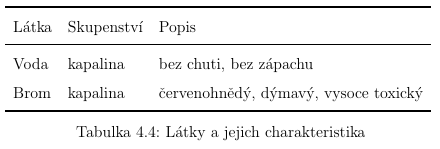 Látka Skupenství Popis
Voda kapalina bez chuti, bez zápachu
Brom kapalina červenohnědý, dýmavý, vysoce toxický
Tabulka 4.4: Látky a jejich charakteristika